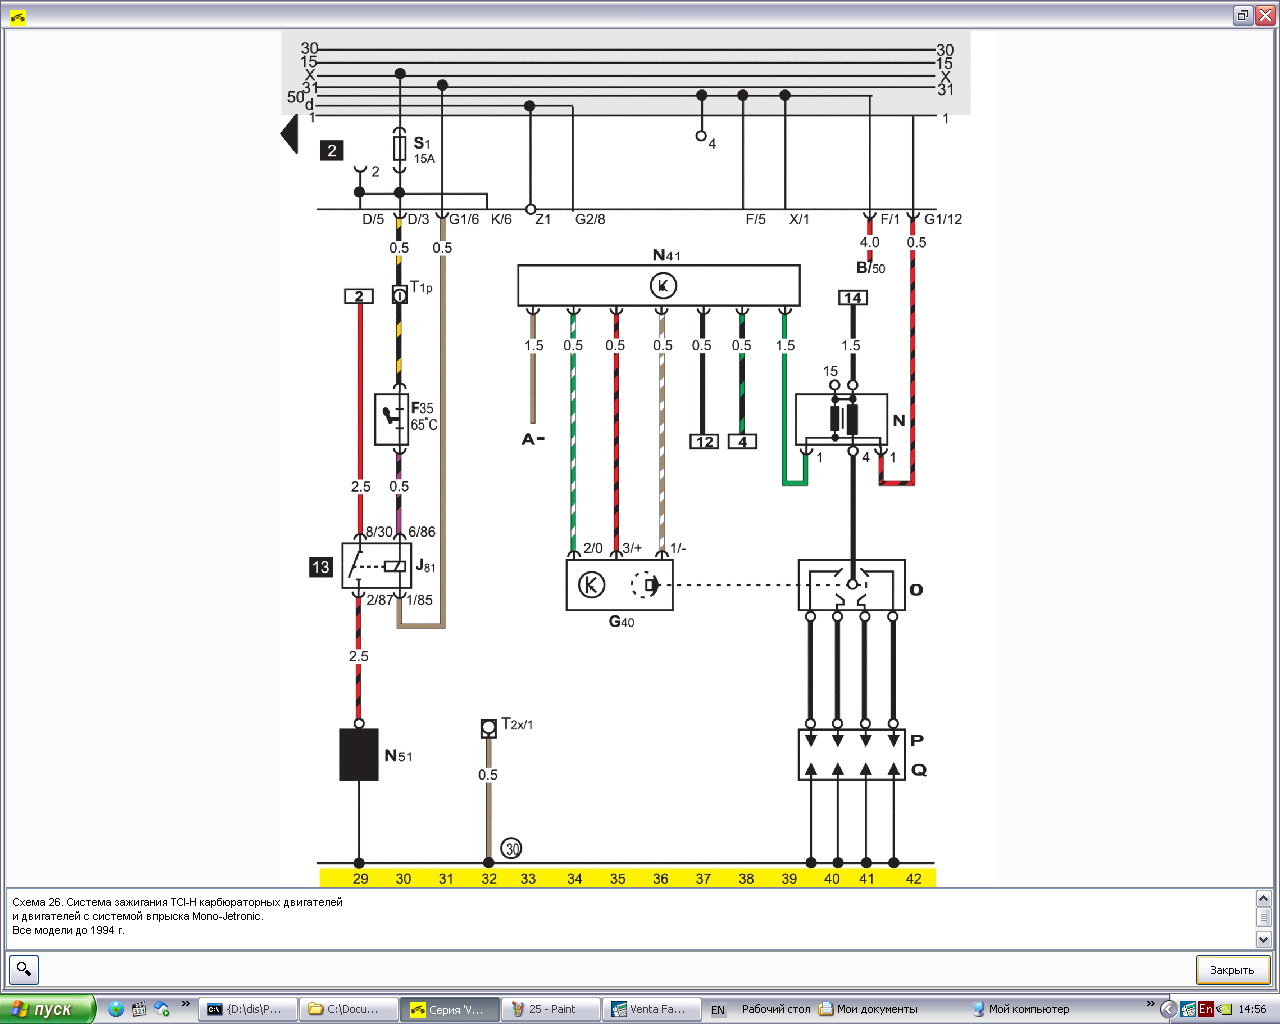 30 30
15 15
X X
31 31
50
d
1 1
2
S1
15A
2
4
D/5 D/3 G1/6 K/6 Z1 G2/8 F/5 X/1 F/1 G1/12
0.5 0.5 4.0 0.5
B/50
N41
K
2 T1p 14
1.5 0.5 0.5 0.5 0.5 0.5 1.5 1.5
15
F35
65°C
N
A-
12 4
1 4 1
2.5 0.5
8/30 6/86
2/0 3/+ 1/-
13
J81
K
O
2/87 1/85
G40
2.5
T2x/1
P
N51
Q
0.5
30
29 30 31 32 33 34 35 36 37 38 39 40 41 42
Схема 26. Система зажигания TCI-H карбюраторных двигателей
и двигателей с системой впрыска Mono-Jetronic.
Все модели до 1994 г.
Закрыть
пуск
»
{D:\dis\P...
C:\Docu...
Серия 'V...
25 - Paint
Venta Fa...
EN
Рабочий стол
Мои документы
Мой компьютер
»
En
14:56